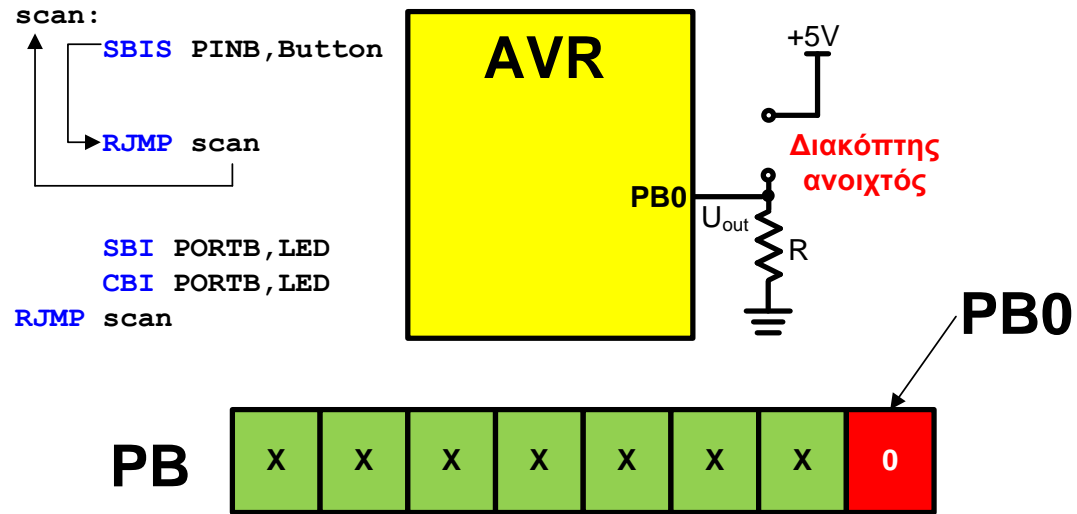 scan:
SBIS PINB,Button
RJMP scan
SBI PORTB,LED
CBI PORTB,LED
RJMP scan
AVR
PB0
+5V
Διακόπτης
ανοιχτός
Uout
R
PB0
PB
X X X X X X X 0